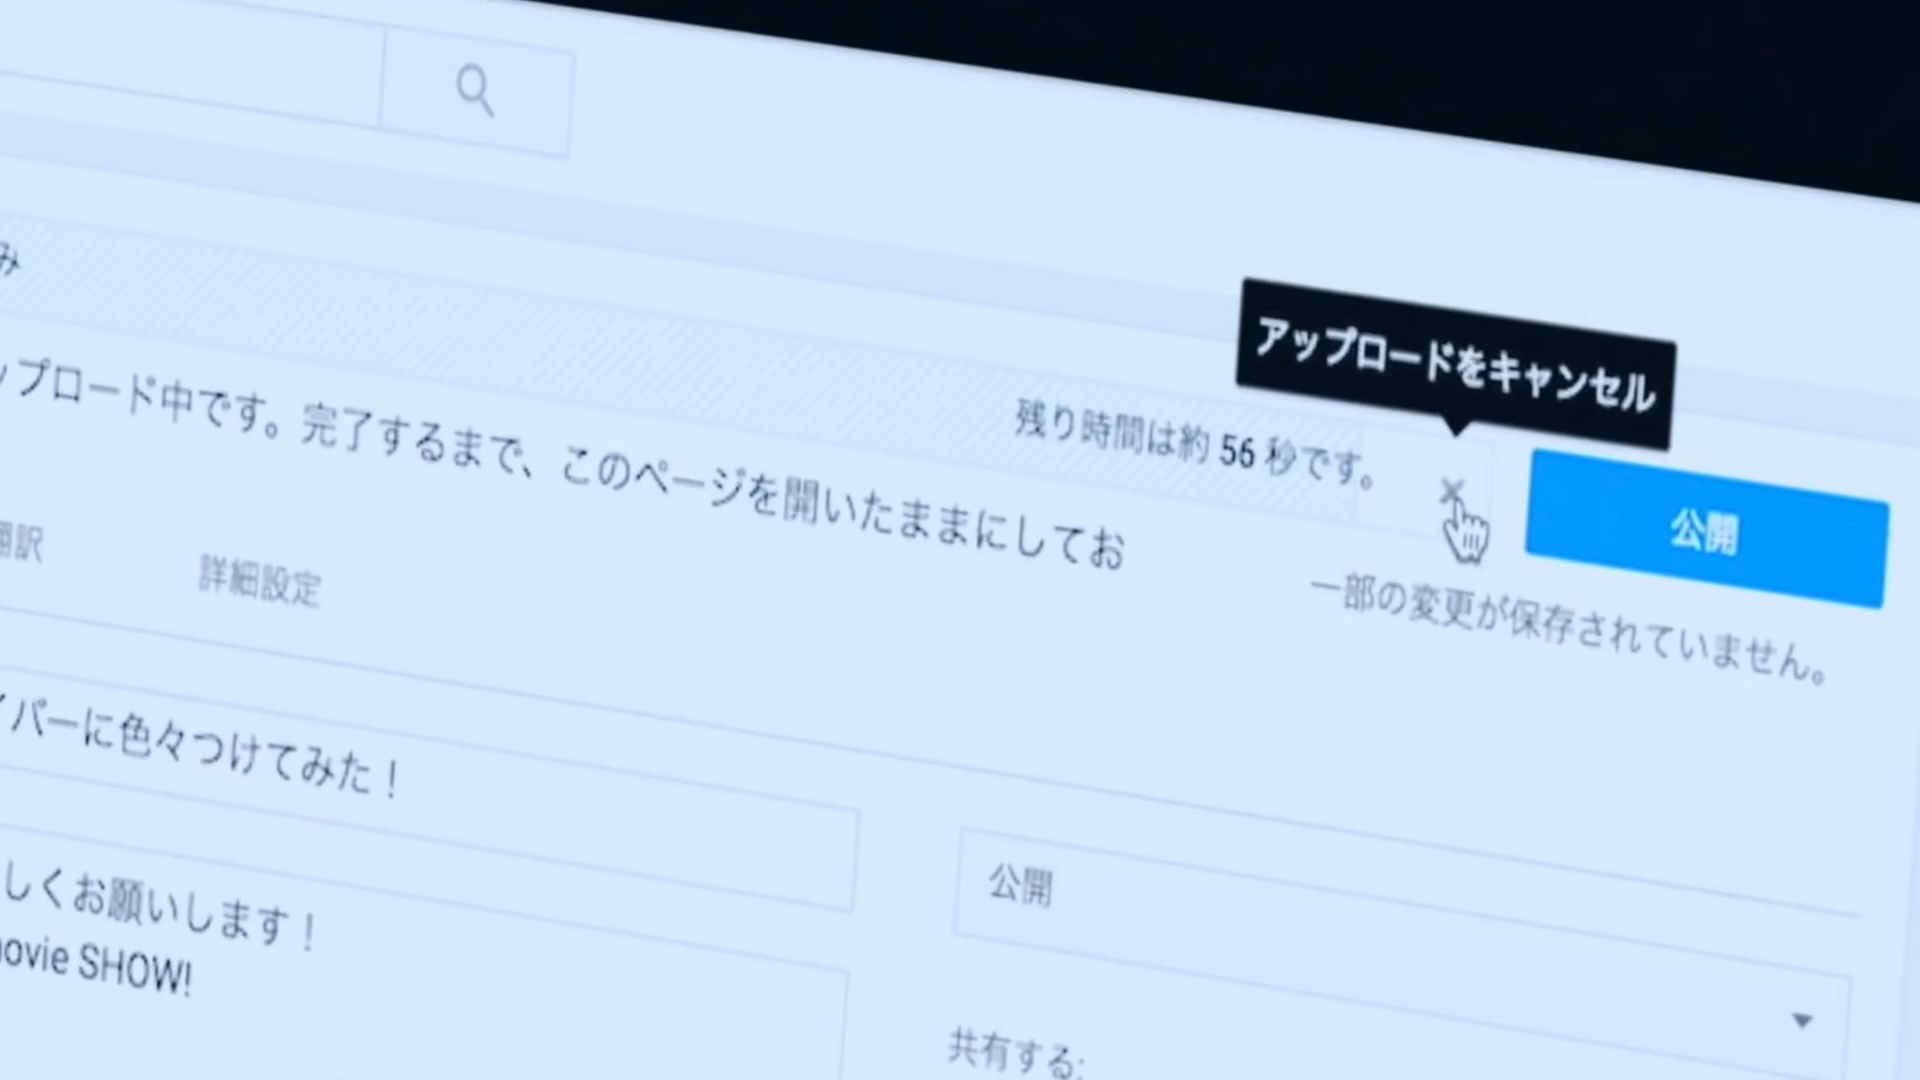 み
アップロードをキャンセル
残り時間は約 56 秒です。
ップロード中です。完了するまで、このページを開いたままにしてお
公開
一部の変更が保存されていません。
翻訳
詳細設定
イバーに色々つけてみた！
公開
しくお願いします！
movie SHOW!
共有する: